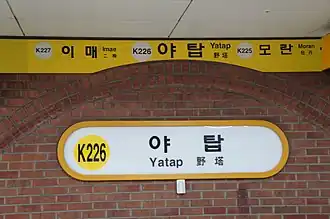 K227 이매 Imae 二梅 K226 야탑 Yatap 野塔 K225 모란 Moran 牡丹
K226 야탑
Yatap 野塔